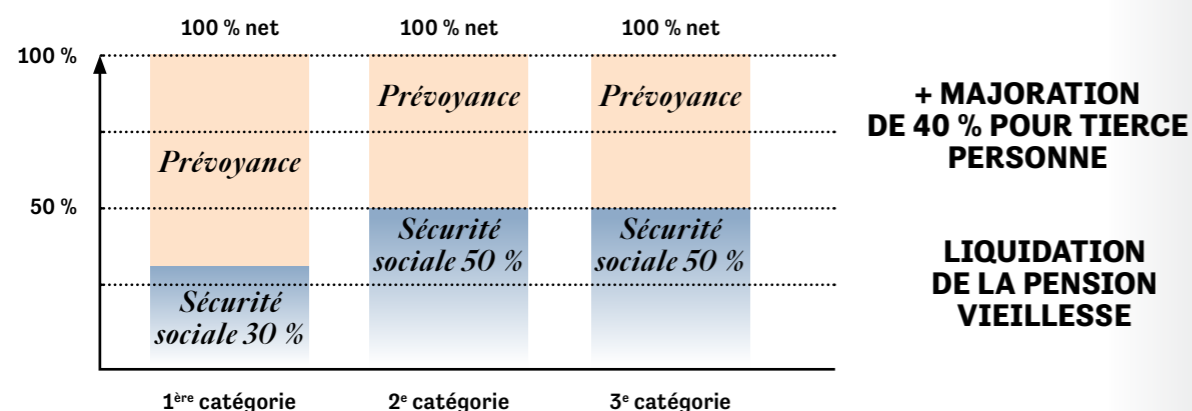 100 % net
100 % net
100 % net
100 %
Prévoyance
Prévoyance
Prévoyance
50 %
Sécurité
sociale 30 %
Sécurité
sociale 50 %
Sécurité
sociale 50 %
1ère catégorie
2e catégorie
3e catégorie
+ MAJORATION
DE 40 % POUR TIERCE
PERSONNE
LIQUIDATION
DE LA PENSION
VIEILLESSE